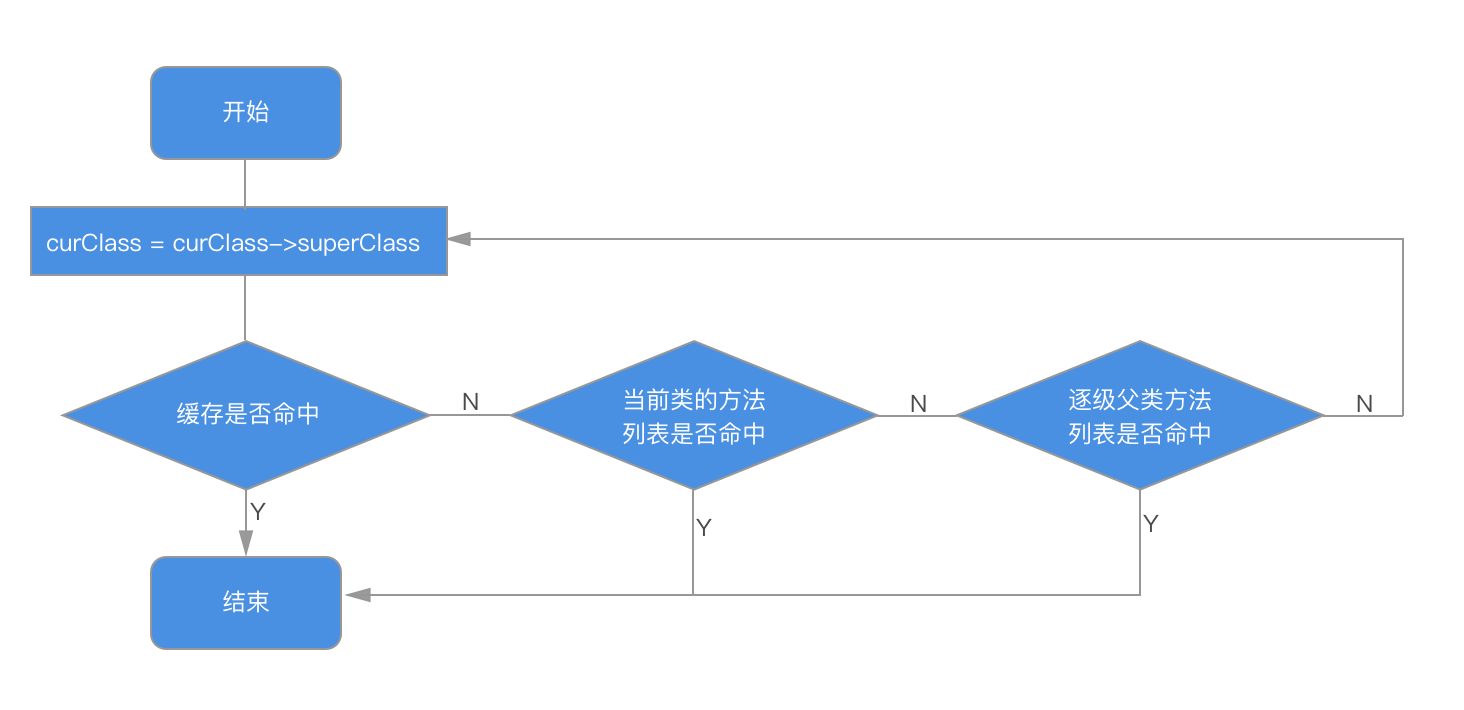 开始
curClass = curClass->superClass
缓存是否命中
N
当前类的方法
列表是否命中
N
逐级父类方法
列表是否命中
N
Y
Y
Y
结束